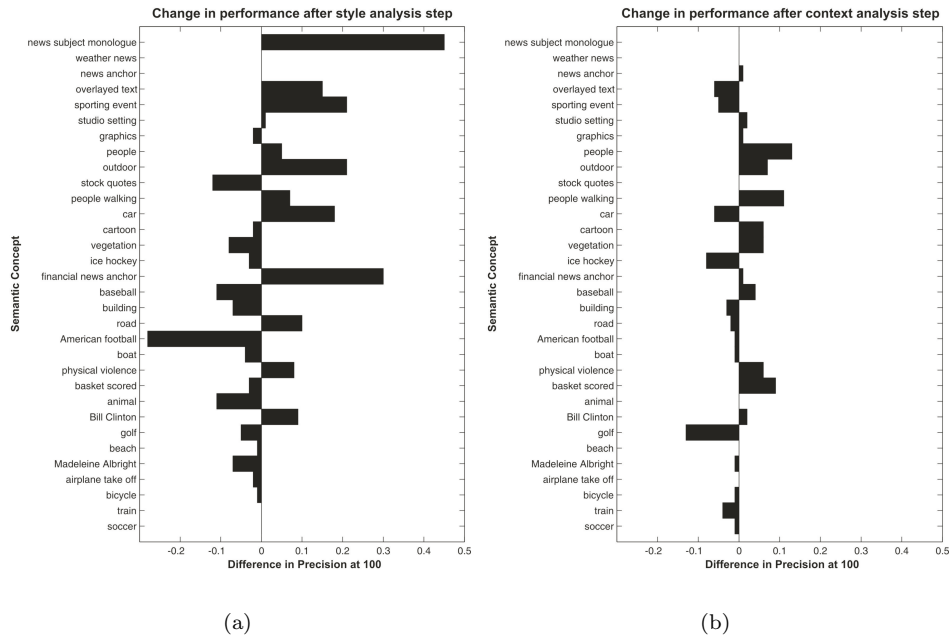 Change in performance after style analysis step
Semantic Concept
news subject monologue
weather news
news anchor
overlayed text
sporting event
studio setting
graphics
people
outdoor
stock quotes
people walking
car
cartoon
vegetation
ice hockey
financial news anchor
baseball
building
road
American football
boat
physical violence
basket scored
animal
Bill Clinton
golf
beach
Madeleine Albright
airplane take off
bicycle
train
soccer
-0.2 -0.1 0 0.1 0.2 0.3 0.4 0.5
Difference in Precision at 100
(a)
Change in performance after context analysis step
Semantic Concept
news subject monologue
weather news
news anchor
overlayed text
sporting event
studio setting
graphics
people
outdoor
stock quotes
people walking
car
cartoon
vegetation
ice hockey
financial news anchor
baseball
building
road
American football
boat
physical violence
basket scored
animal
Bill Clinton
golf
beach
Madeleine Albright
airplane take off
bicycle
train
soccer
-0.2 -0.1 0 0.1 0.2 0.3 0.4 0.5
Difference in Precision at 100
(b)